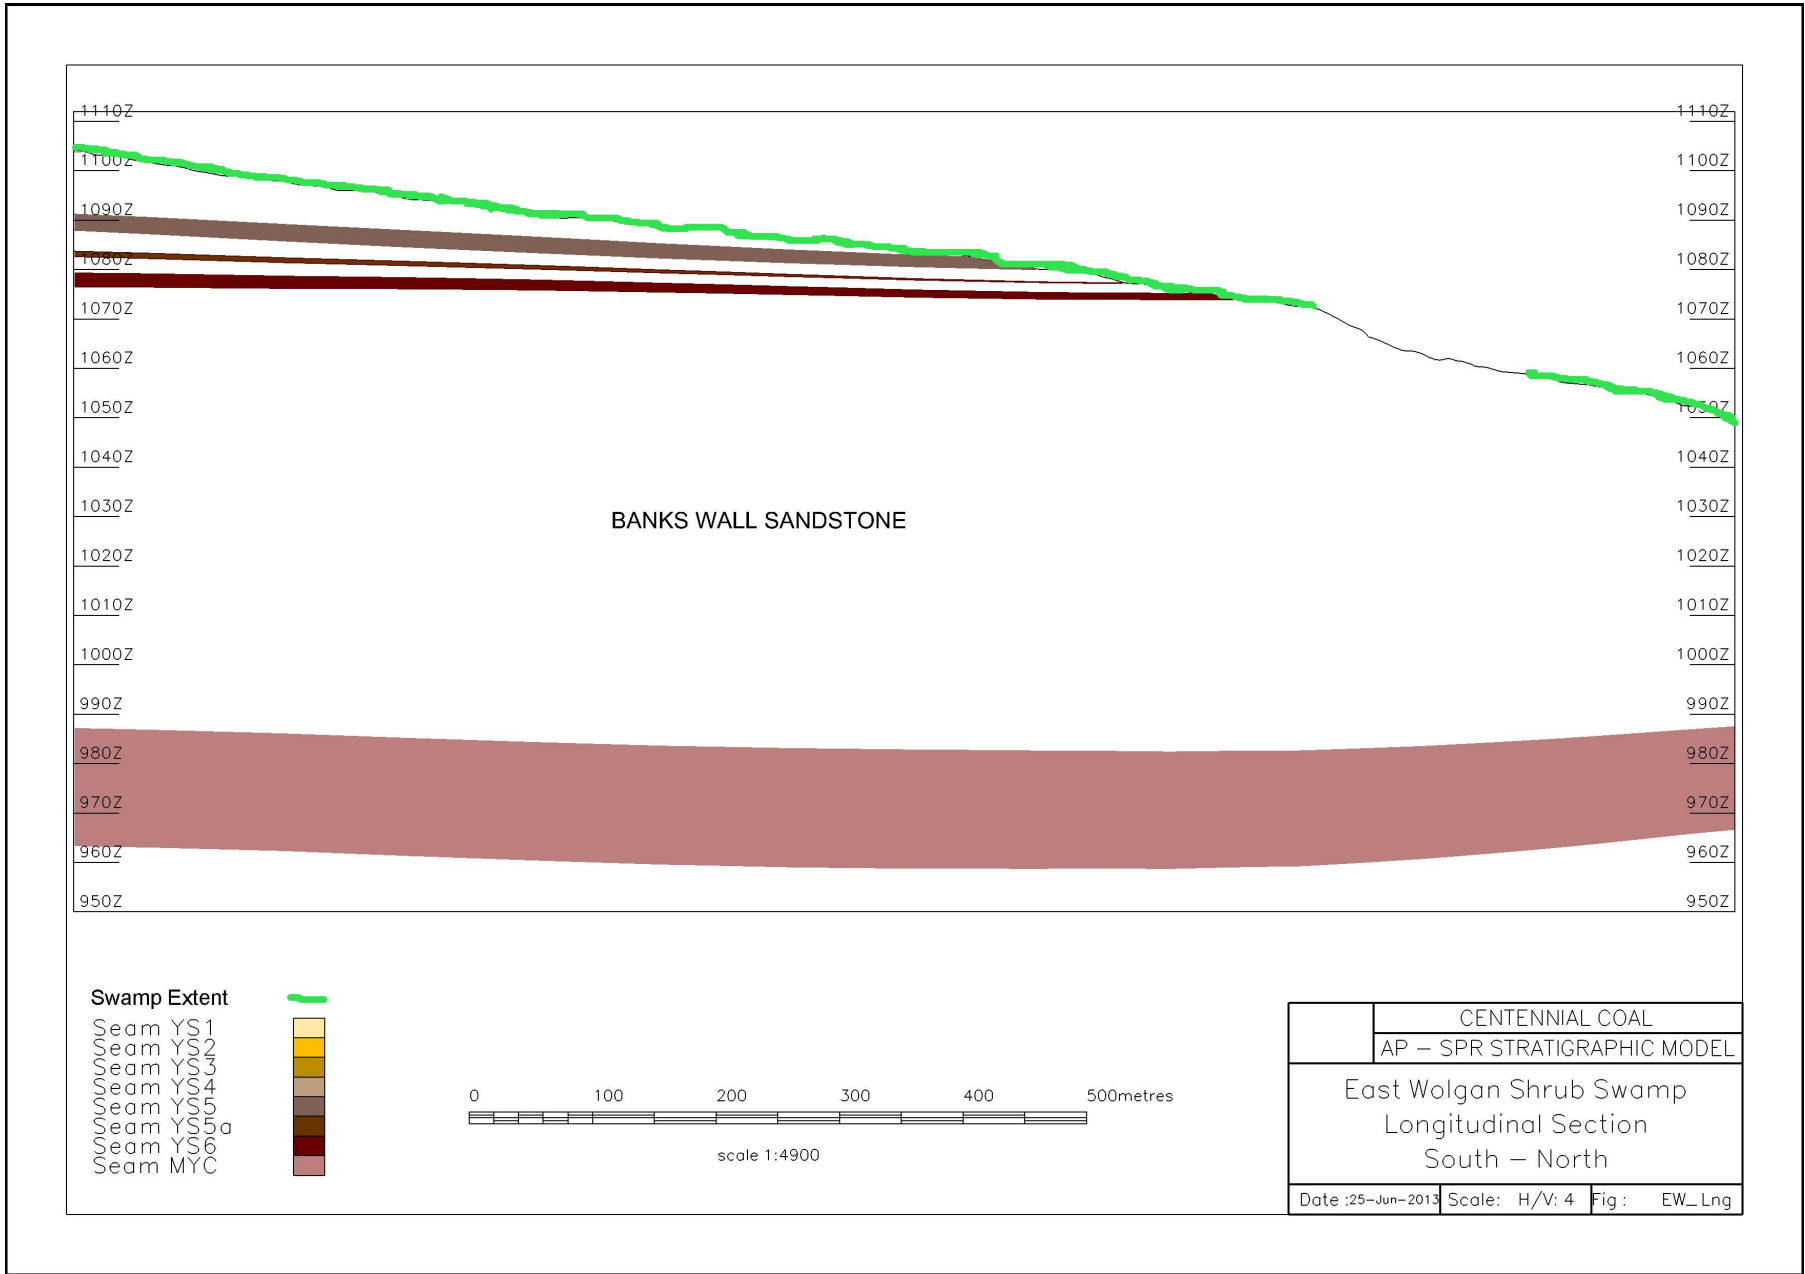 1110Z 1110Z
1100Z 1100Z
1090Z 1090Z
1080Z 1080Z
1070Z 1070Z
1060Z 1060Z
1050Z 1050Z
1040Z 1040Z
1030Z 1030Z
BANKS WALL SANDSTONE
1020Z 1020Z
1010Z 1010Z
1000Z 1000Z
990Z 990Z
980Z 980Z
970Z 970Z
960Z 960Z
950Z 950Z
Swamp Extent
Seam YS1
Seam YS2
Seam YS3
Seam YS4
Seam YS5
Seam YS5a
Seam YS6
Seam MYC
0 100 200 300 400 500metres
scale 1:4900
CENTENNIAL COAL
AP – SPR STRATIGRAPHIC MODEL
East Wolgan Shrub Swamp
Longitudinal Section
South – North
Date :25-Jun-2013 Scale: H/V: 4 Fig : EW_Lng